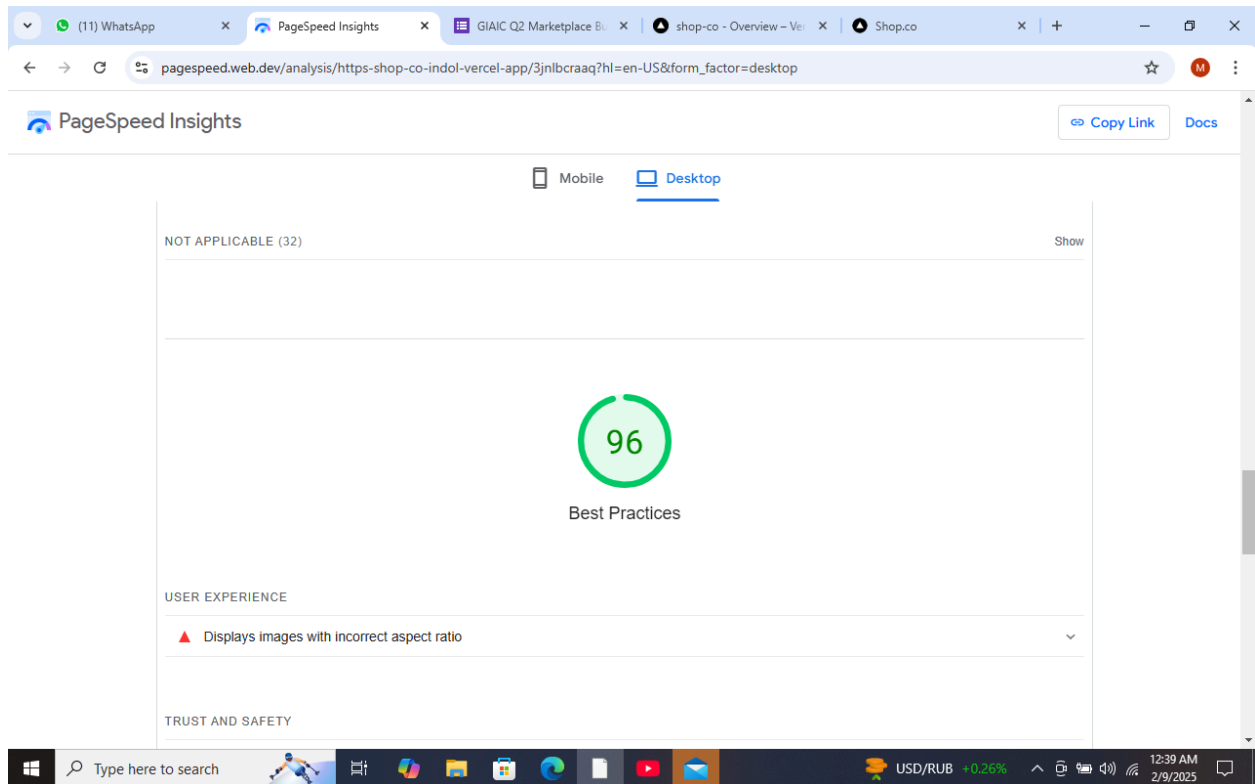 (11) WhatsApp
PageSpeed Insights
GIAIC Q2 Marketplace Bu
shop-co - Overview – Ver
Shop.co
pagespeed.web.dev/analysis/https-shop-co-indol-vercel-app/3jnlbcraaq?hl=en-US&form_factor=desktop
M
PageSpeed Insights
Copy Link
Docs
Mobile
Desktop
NOT APPLICABLE (32)
Show
96
Best Practices
USER EXPERIENCE
Displays images with incorrect aspect ratio
TRUST AND SAFETY
Type here to search
USD/RUB +0.26%
12:39 AM
2/9/2025